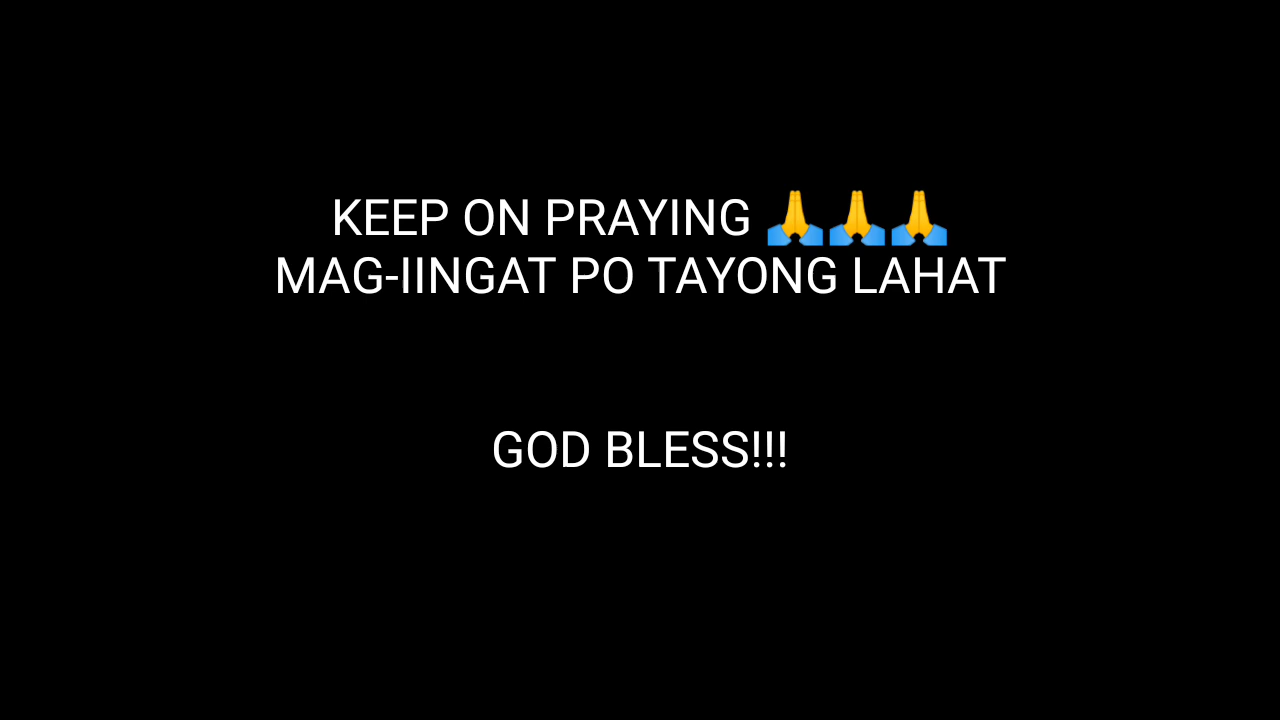 KEEP ON PRAYING 🙏🙏🙏
MAG-IINGAT PO TAYONG LAHAT
GOD BLESS!!!